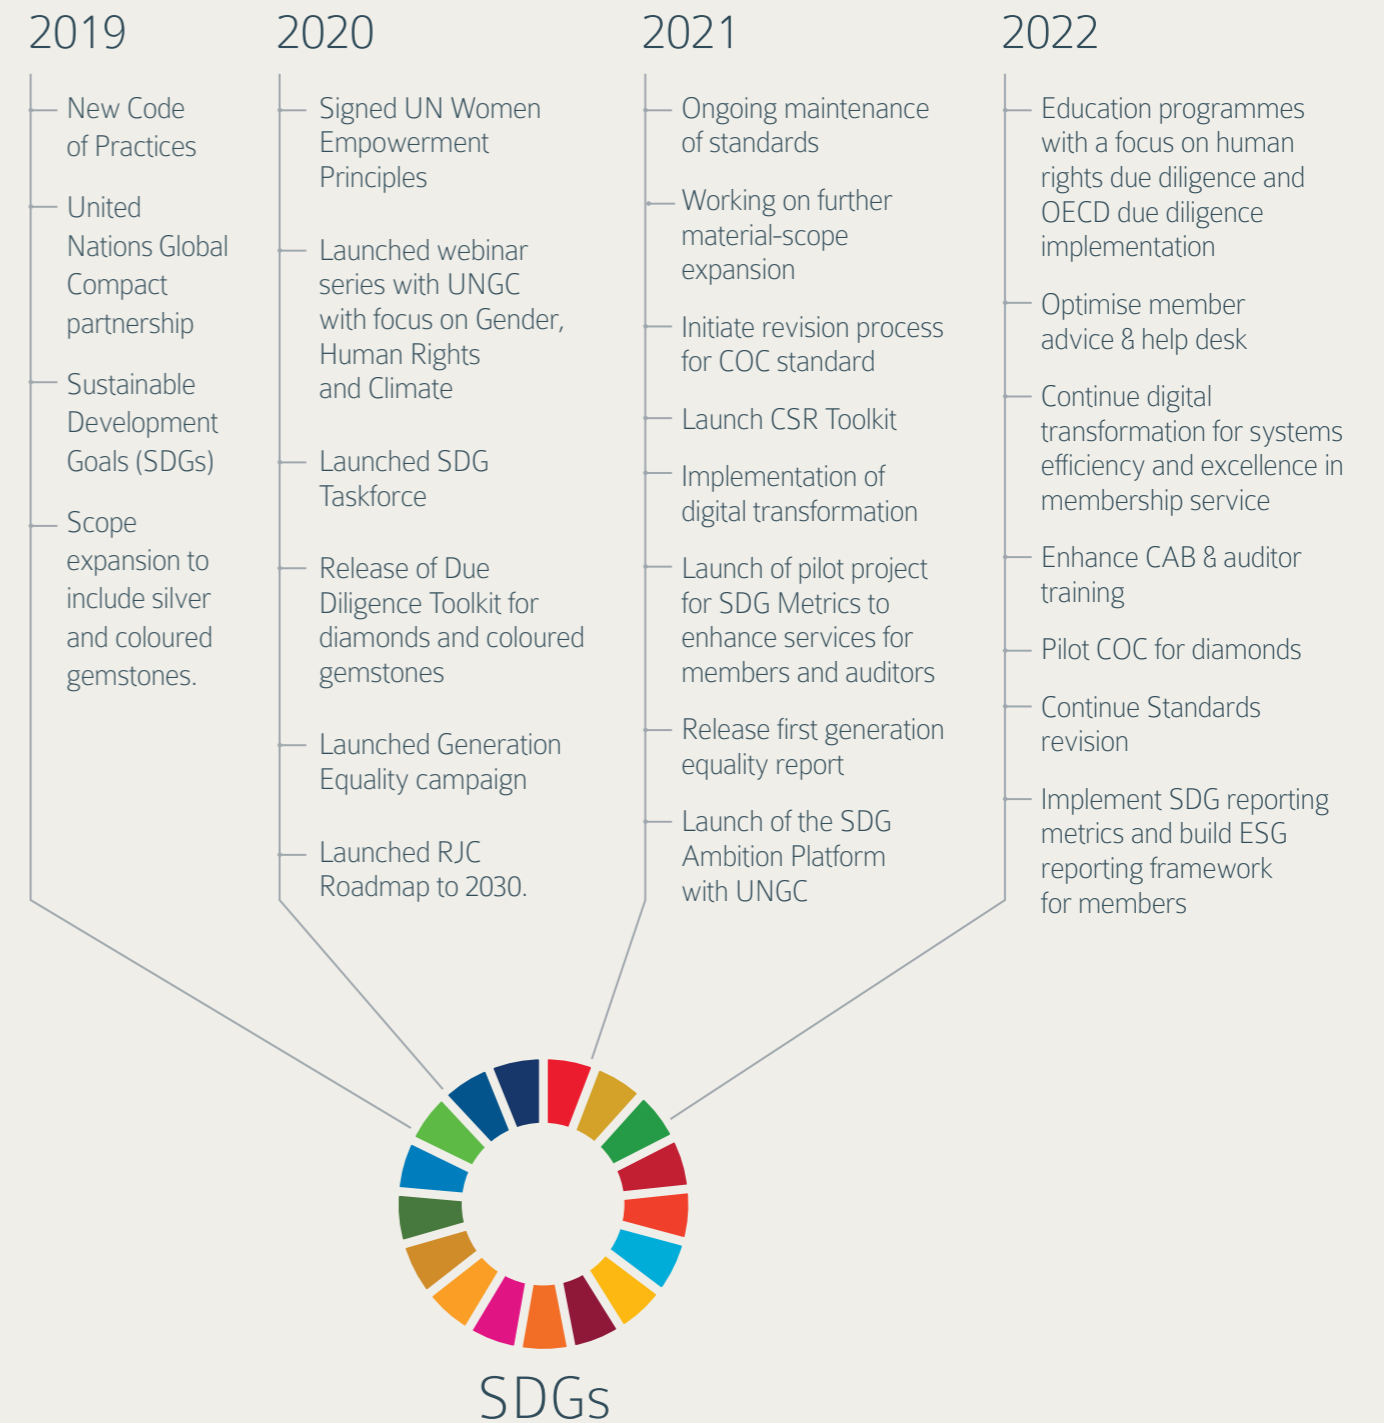 2019
New Code
of Practices
United
Nations Global
Compact
partnership
Sustainable
Development
Goals (SDGs)
Scope
expansion to
include silver
and coloured
gemstones.
2020
Signed UN Women
Empowerment
Principles
Launched webinar
series with UNGC
with focus on Gender,
Human Rights
and Climate
Launched SDG
Taskforce
Release of Due
Diligence Toolkit for
diamonds and coloured
gemstones
Launched Generation
Equality campaign
Launched RJC
Roadmap to 2030.
2021
Ongoing maintenance
of standards
Working on further
material-scope
expansion
Initiate revision process
for COC standard
Launch CSR Toolkit
Implementation of
digital transformation
Launch of pilot project
for SDG Metrics to
enhance services for
members and auditors
Release first generation
equality report
Launch of the SDG
Ambition Platform
with UNGC
2022
Education programmes
with a focus on human
rights due diligence and
OECD due diligence
implementation
Optimise member
advice & help desk
Continue digital
transformation for systems
efficiency and excellence in
membership service
Enhance CAB & auditor
training
Pilot COC for diamonds
Continue Standards
revision
Implement SDG reporting
metrics and build ESG
reporting framework
for members
SDGs